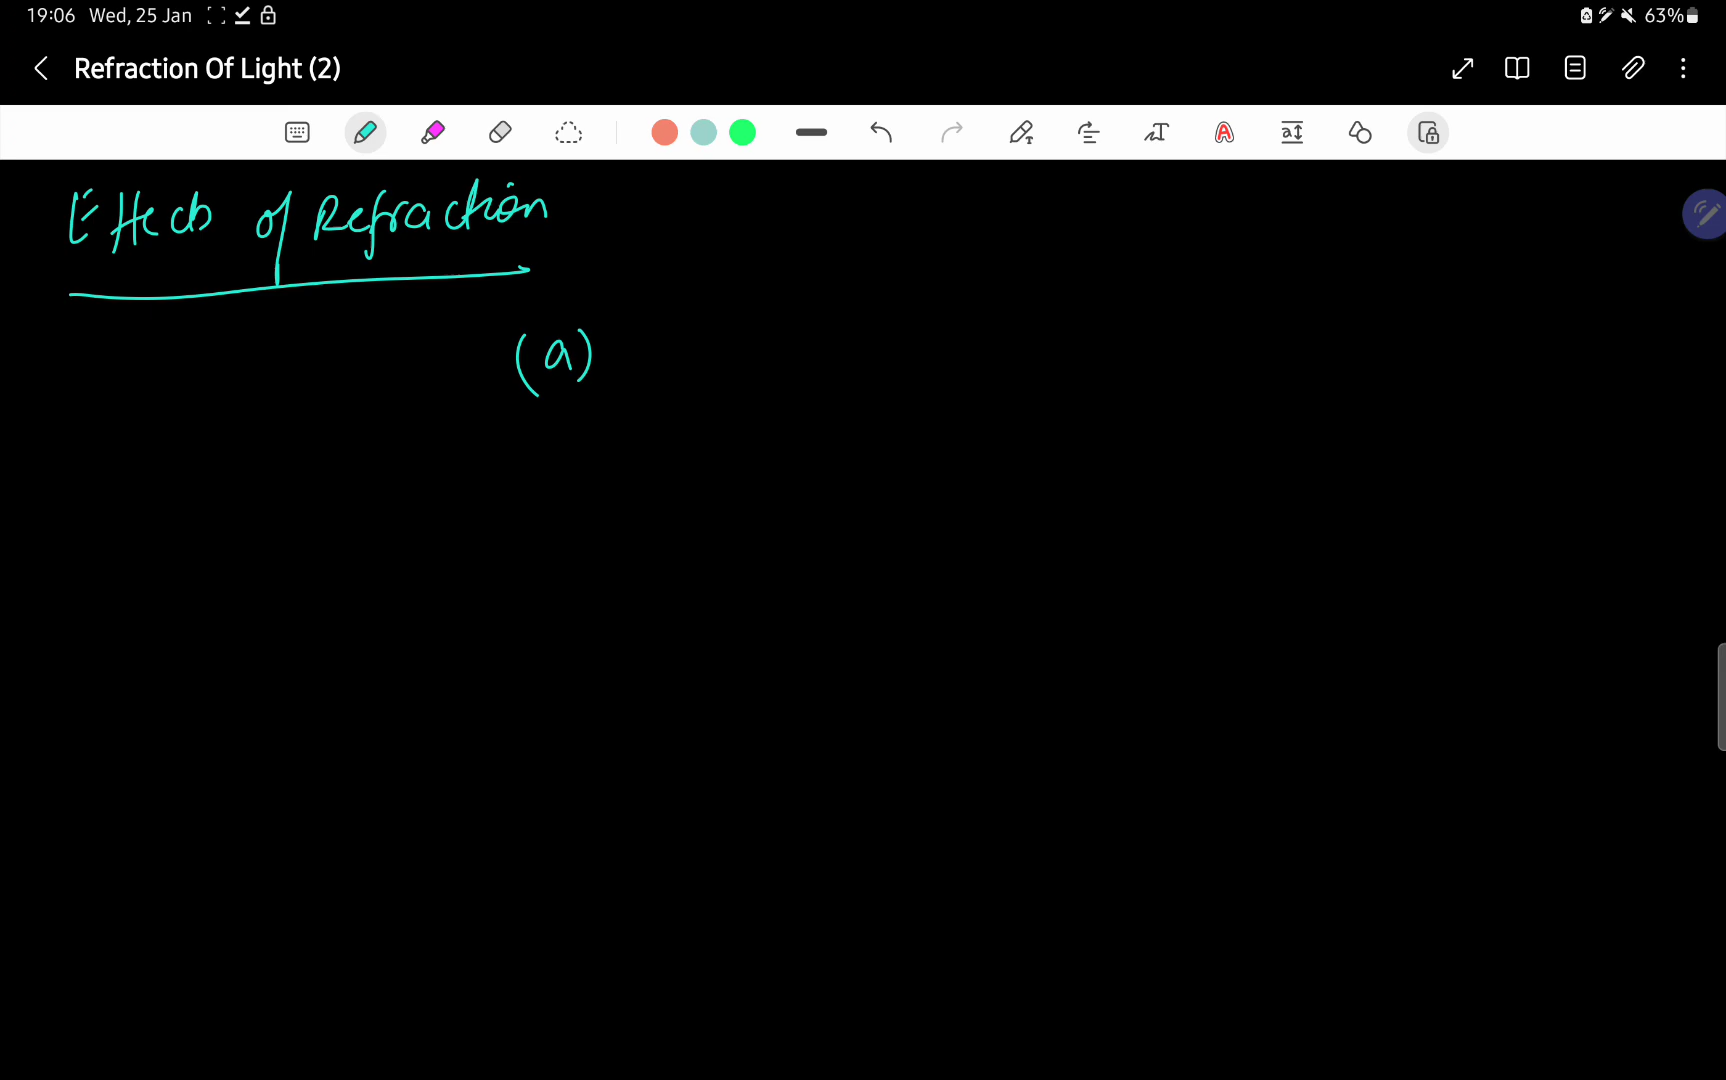 19:06 Wed, 25 Jan 63%
Refraction Of Light (2)
Effects of Refraction
(a)